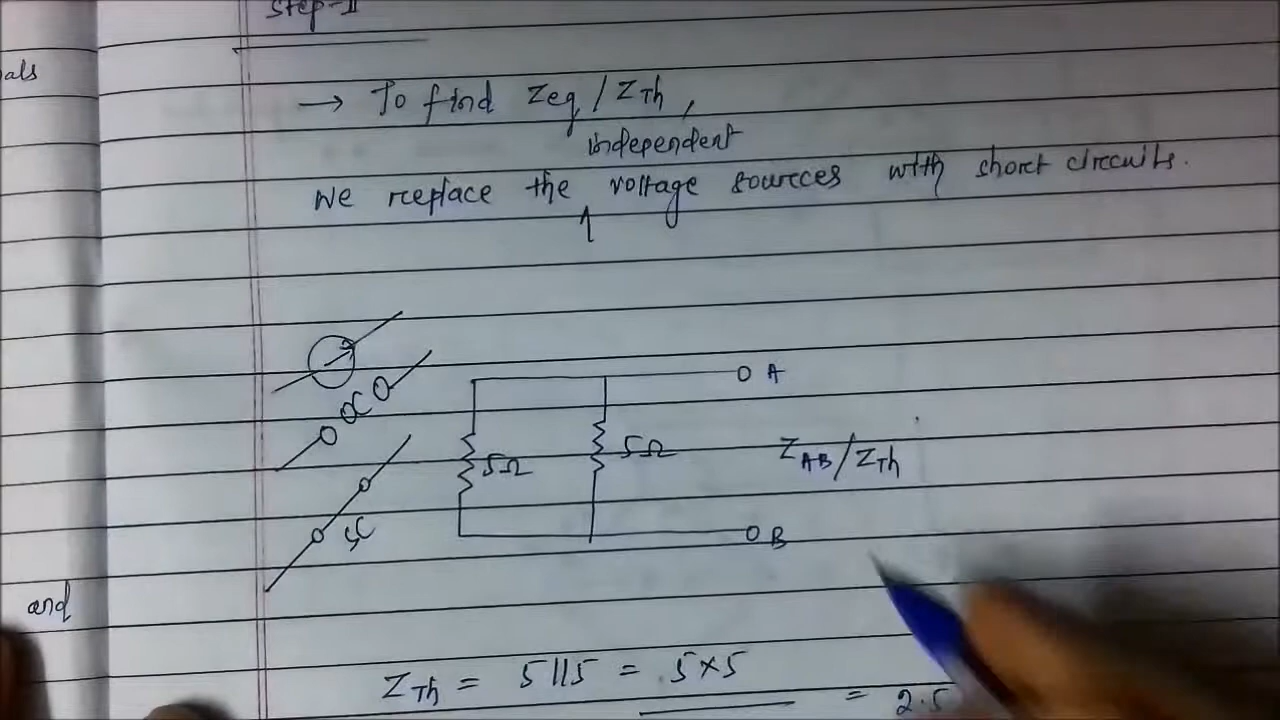 Step-II
als
→ To find Zeq / ZTh,
independent
We rceplace the voltage sources with short circuits.
OC
SC
5Ω
5Ω
A
ZAB/ZTh
B
and
ZTh = 5||5 = 5×5
= 2.5